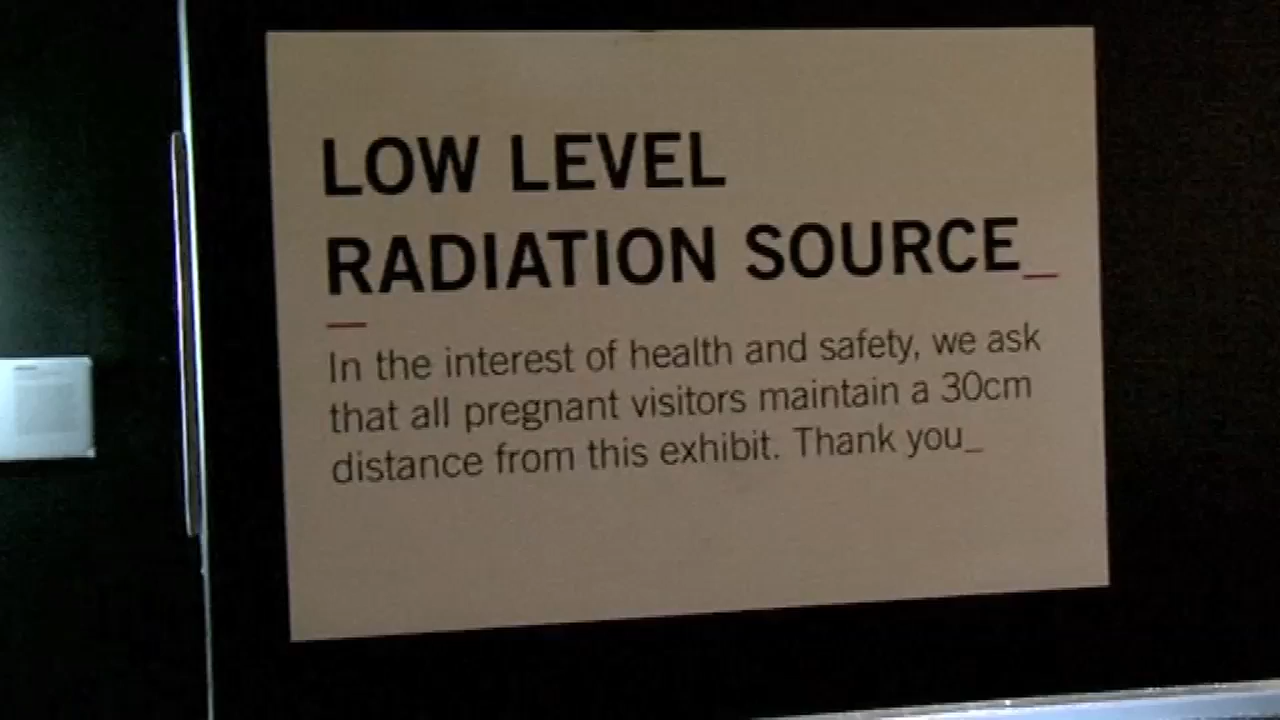 LOW LEVEL
RADIATION SOURCE_
In the interest of health and safety, we ask
that all pregnant visitors maintain a 30cm
distance from this exhibit. Thank you_